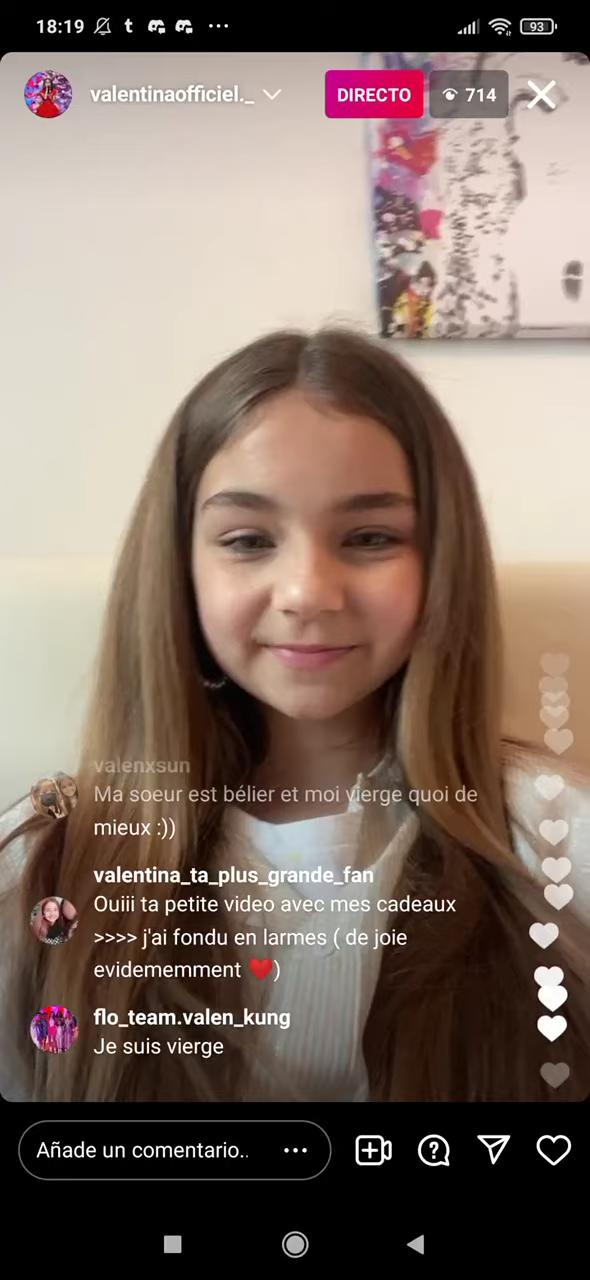 18:19 t 93
valentinaofficiel._ DIRECTO 714
valenxsun
Ma soeur est bélier et moi vierge quoi de
mieux :))
valentina_ta_plus_grande_fan
Ouiii ta petite video avec mes cadeaux
>>>> j'ai fondu en larmes ( de joie
evidememment ❤️)
flo_team.valen_kung
Je suis vierge
Añade un comentario..